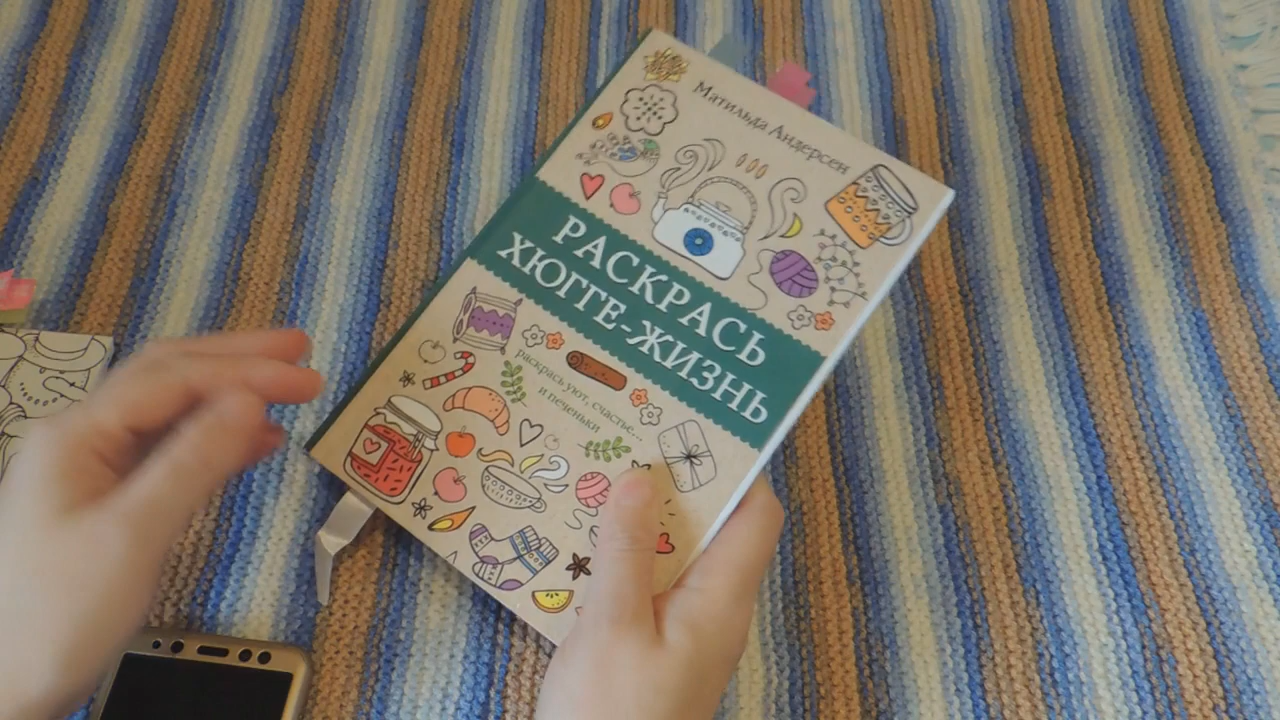 Матильда Андерсен
РАСКРАСЬ
ХЮГГЕ-ЖИЗНЬ
раскрась уют, счастье...
и печеньки